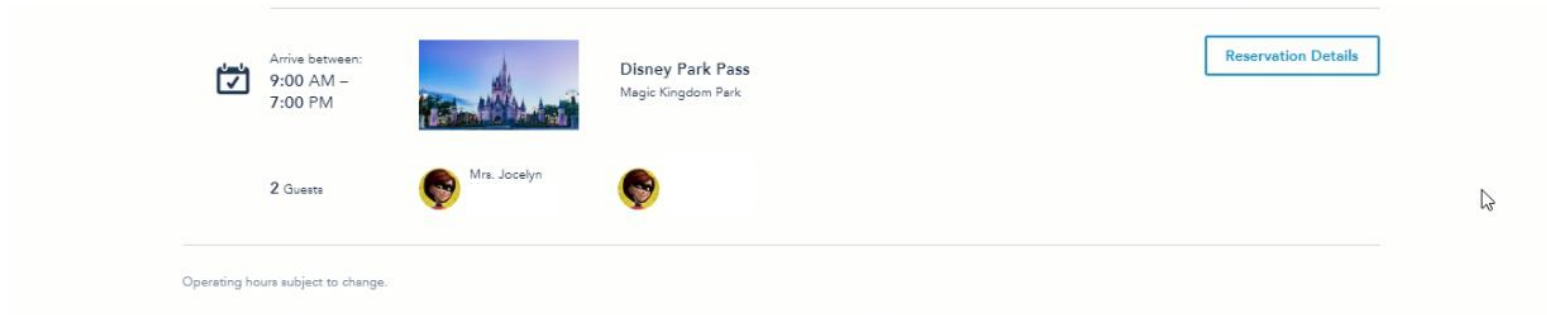 Arrive between:
9:00 AM –
7:00 PM
Disney Park Pass
Magic Kingdom Park
Reservation Details
2 Guests
Mrs. Jocelyn
Operating hours subject to change.